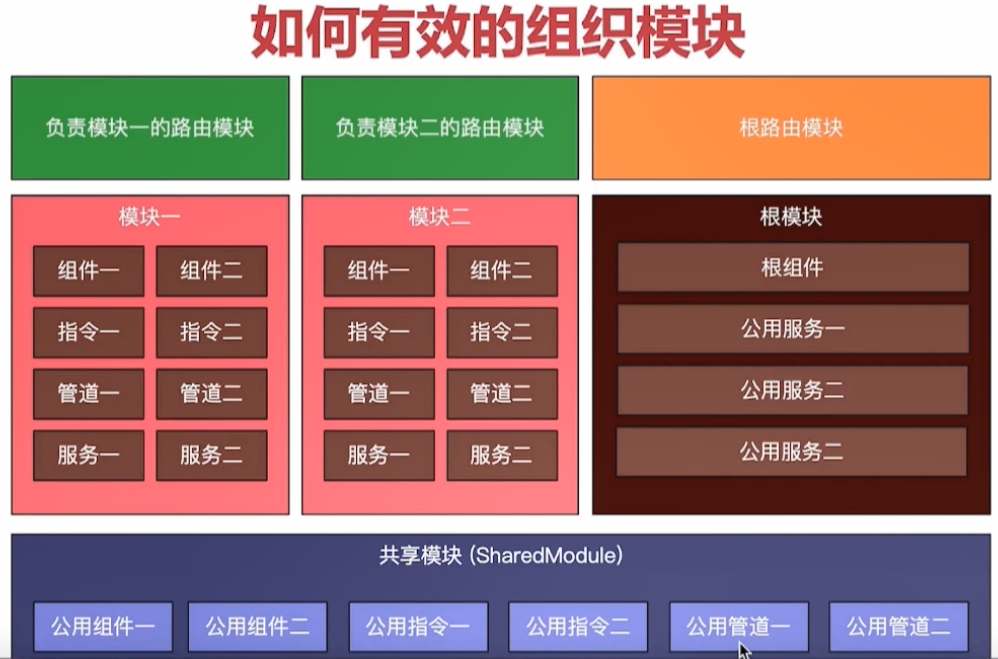 如何有效的组织模块
负责模块一的路由模块
负责模块二的路由模块
根路由模块
模块一
组件一 组件二
指令一 指令二
管道一 管道二
服务一 服务二
模块二
组件一 组件二
指令一 指令二
管道一 管道二
服务一 服务二
根模块
根组件
公用服务一
公用服务二
公用服务二
共享模块 (SharedModule)
公用组件一 公用组件二 公用指令一 公用指令二 公用管道一 公用管道二